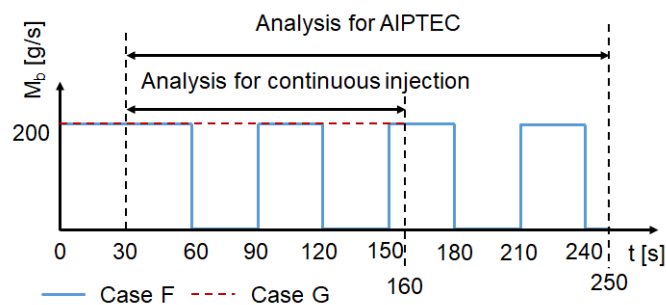 Analysis for AIPTEC
Analysis for continuous injection
M_b [g/s]
200
0 30 60 90 120 150 180 210 240 t [s]
160 250
Case F Case G